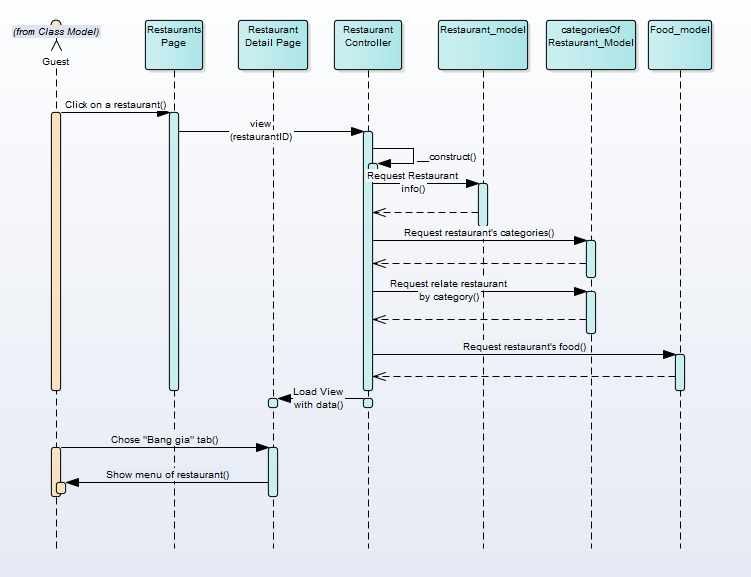 (from Class Model)
Guest
Restaurants
Page
Restaurant
Detail Page
Restaurant
Controller
Restaurant_model
categoriesOf
Restaurant_Model
Food_model
Click on a restaurant()
view
(restaurantID)
__construct()
Request Restaurant
info()
Request restaurant's categories()
Request relate restaurant
by category()
Request restaurant's food()
Load View
with data()
Chose "Bang gia" tab()
Show menu of restaurant()